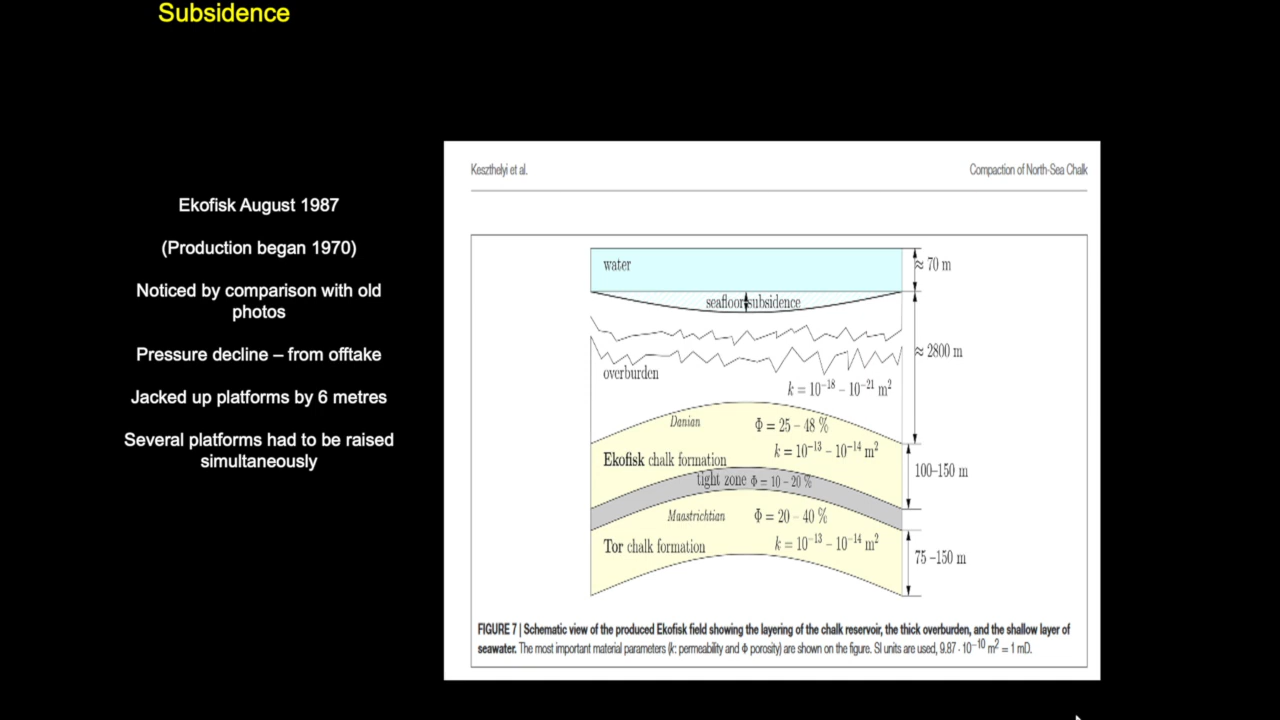 Subsidence
Ekofisk August 1987
(Production began 1970)
Noticed by comparison with old
photos
Pressure decline – from offtake
Jacked up platforms by 6 metres
Several platforms had to be raised
simultaneously
Keszthelyi et al.
Compaction of North-Sea Chalk
water
≈ 70 m
seafloor subsidence
≈ 2800 m
overburden
k = 10⁻¹⁸ – 10⁻²¹ m²
Danian
Φ = 25 – 48 %
k = 10⁻¹³ – 10⁻¹⁴ m²
Ekofisk chalk formation
100–150 m
tight zone Φ = 10 – 20 %
Maastrichtian
Φ = 20 – 40 %
Tor chalk formation
k = 10⁻¹³ – 10⁻¹⁴ m²
75 –150 m
FIGURE 7 | Schematic view of the produced Ekofisk field showing the layering of the chalk reservoir, the thick overburden, and the shallow layer of
seawater. The most important material parameters (k: permeability and Φ porosity) are shown on the figure. SI units are used, 9.87 · 10⁻¹⁰ m² = 1 mD.